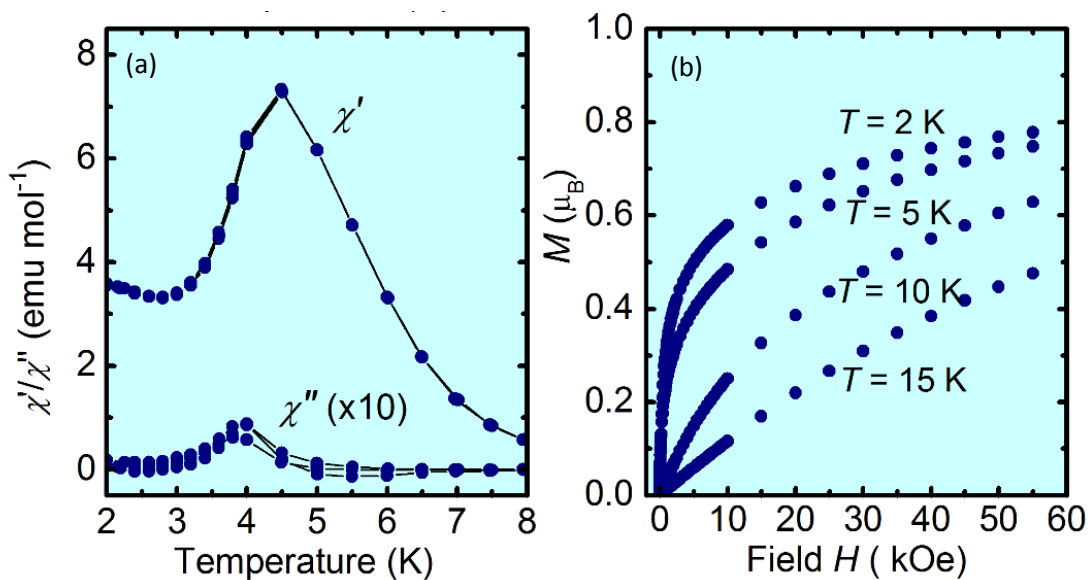 (a)
χ'
χ" (x10)
χ'/χ" (emu mol-1)
8
6
4
2
0
2 3 4 5 6 7 8
Temperature (K)
(b)
T = 2 K
T = 5 K
T = 10 K
T = 15 K
M (μB)
1.0
0.8
0.6
0.4
0.2
0.0
0 10 20 30 40 50 60
Field H ( kOe)